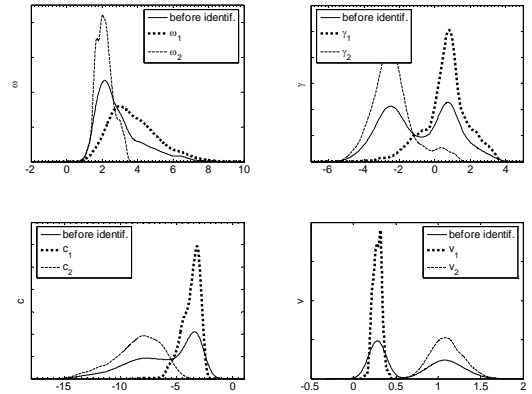 before identif.
ω₁
ω₂
ω
-2 0 2 4 6 8 10
before identif.
γ₁
γ₂
γ
-6 -4 -2 0 2 4
before identif.
c₁
c₂
c
-15 -10 -5 0
before identif.
v₁
v₂
v
-0.5 0 0.5 1 1.5 2